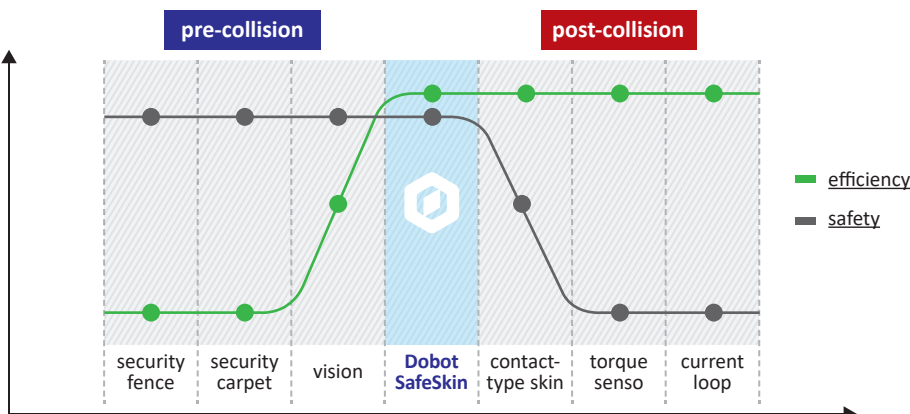 pre-collision
post-collision
efficiency
safety
security
fence
security
carpet
vision
Dobot
SafeSkin
contact-
type skin
torque
senso
current
loop